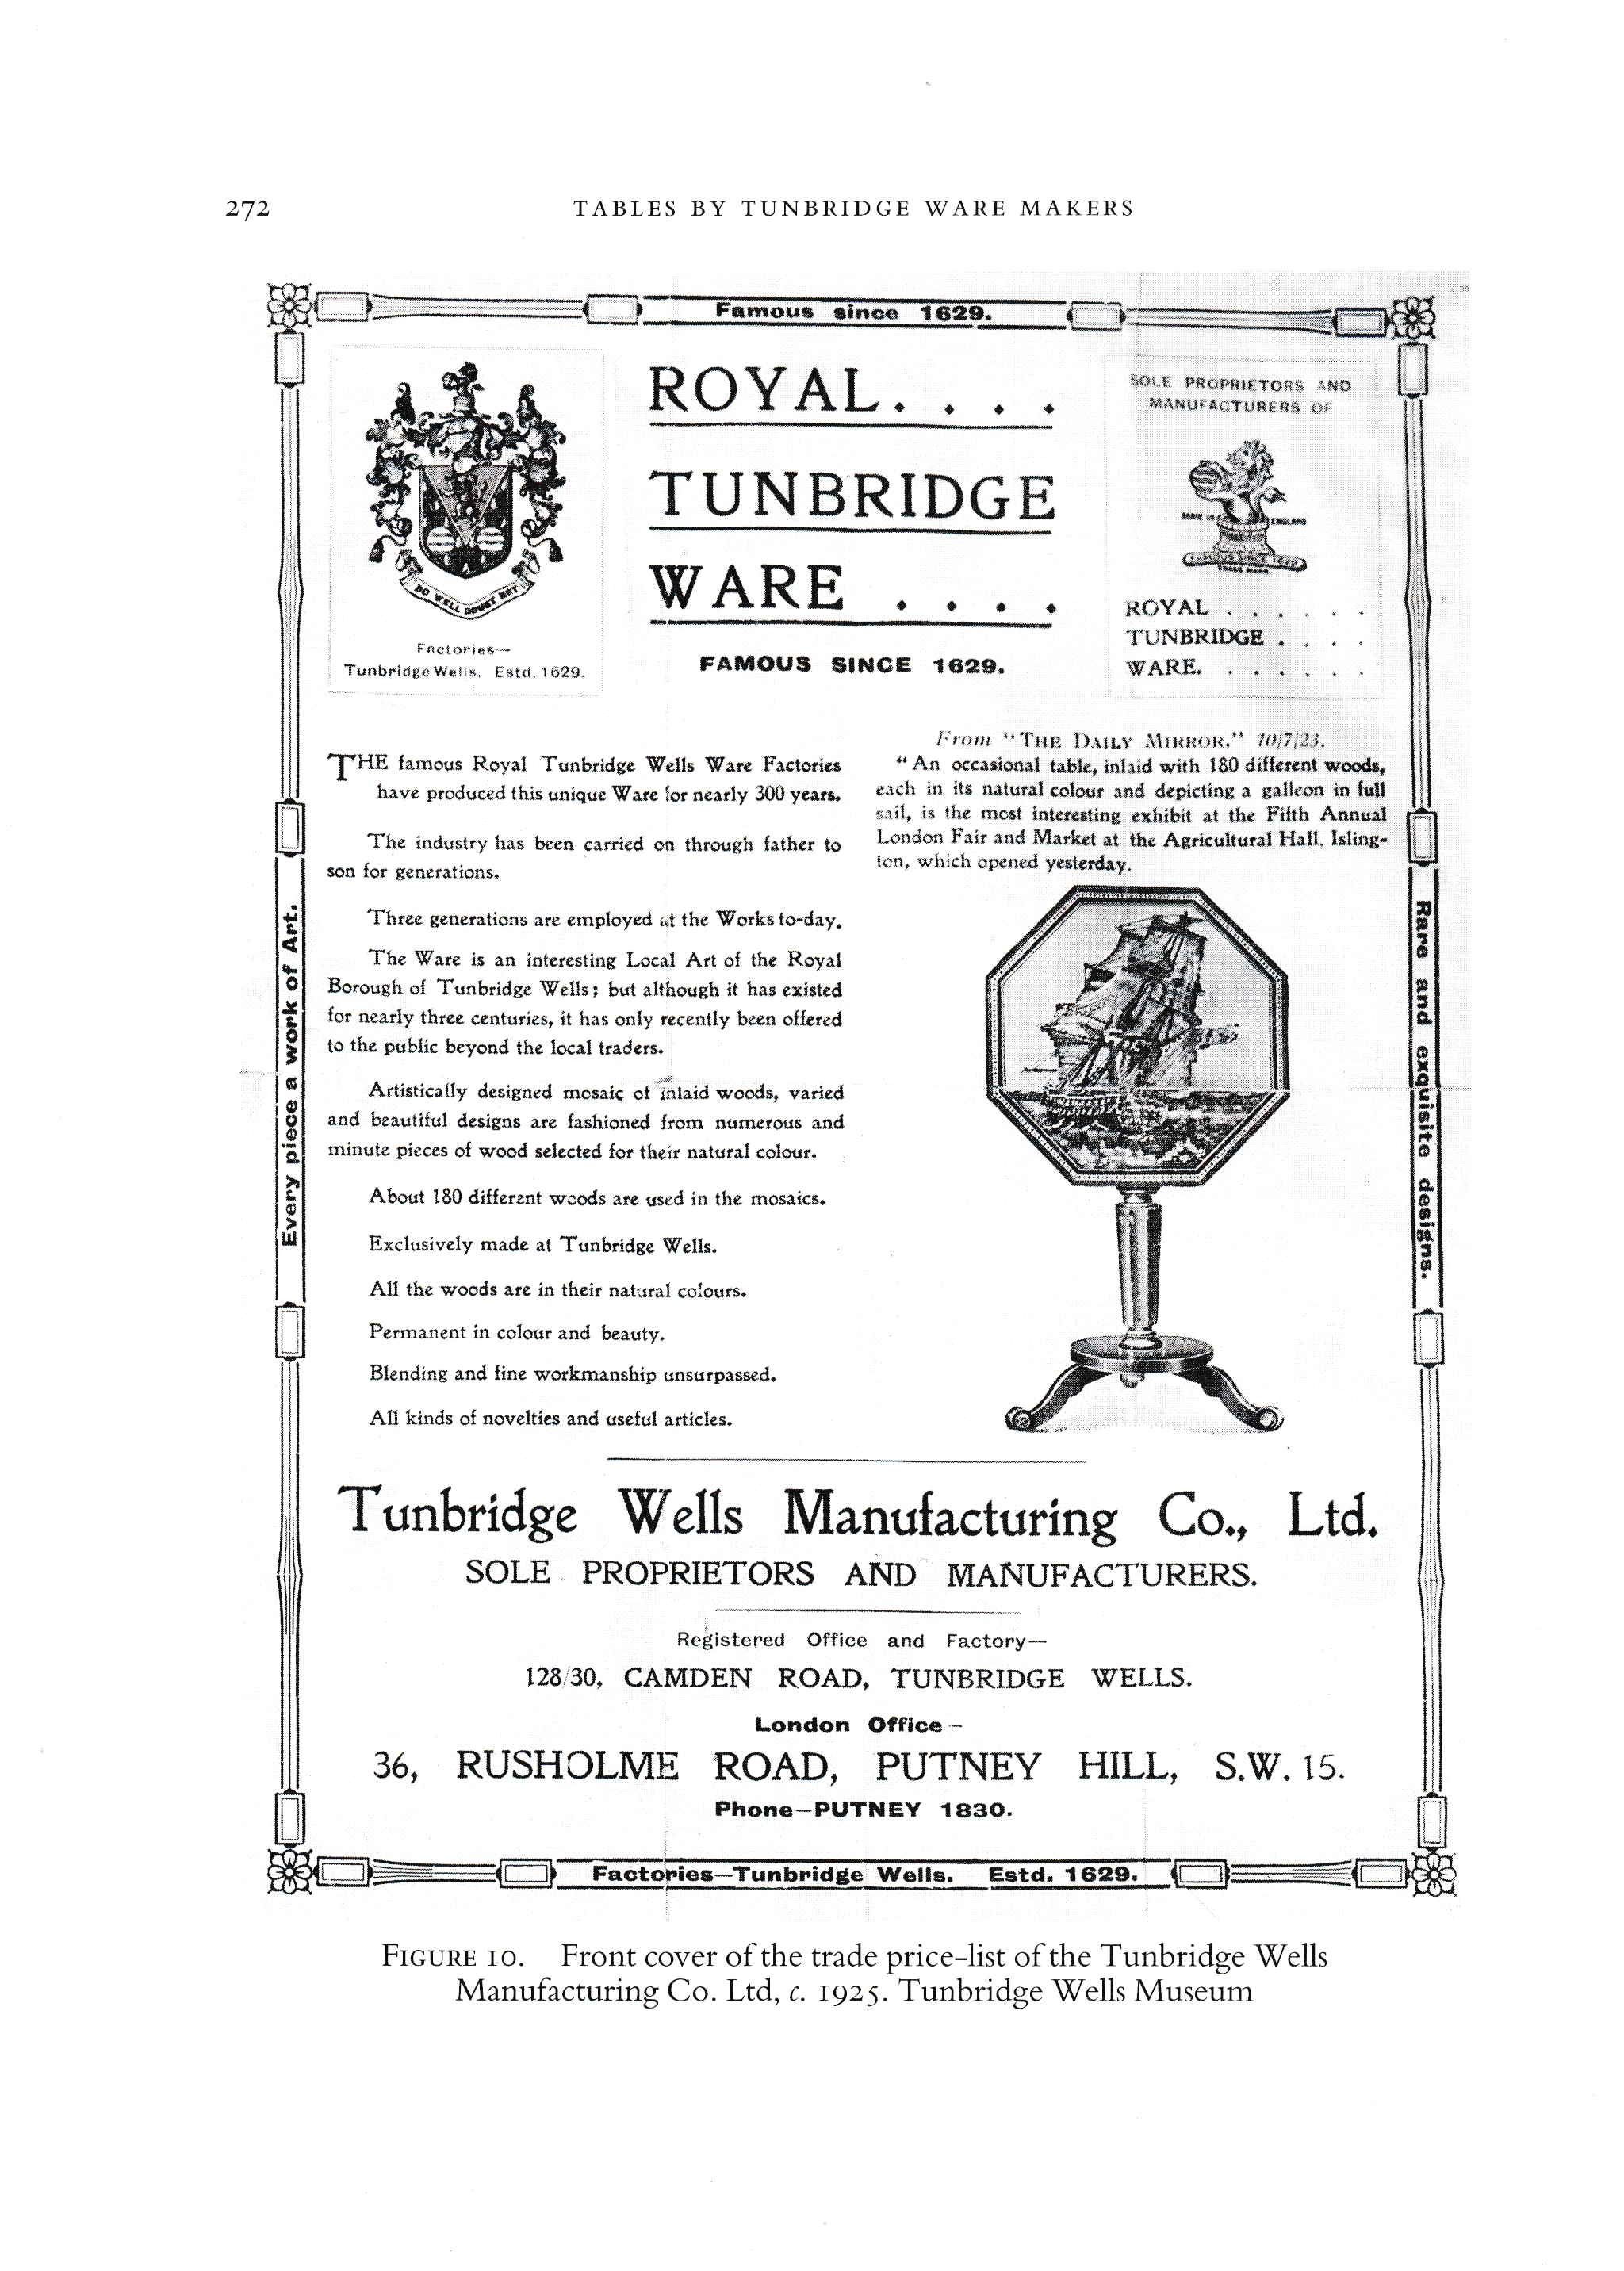 272
TABLES BY TUNBRIDGE WARE MAKERS
Famous since 1629.
DO WELL DOUBT NOT
Factories—
Tunbridge Wells. Estd. 1629.
ROYAL. . . .
TUNBRIDGE
WARE . . . .
FAMOUS SINCE 1629.
SOLE PROPRIETORS AND
MANUFACTURERS OF
MADE IN ENGLAND
FAMOUS SINCE 1629
TRADE MARK
ROYAL . . . . . .
TUNBRIDGE . . . .
WARE. . . . . . .
THE famous Royal Tunbridge Wells Ware Factories
have produced this unique Ware for nearly 300 years.
The industry has been carried on through father to
son for generations.
Three generations are employed at the Works to-day.
The Ware is an interesting Local Art of the Royal
Borough of Tunbridge Wells; but although it has existed
for nearly three centuries, it has only recently been offered
to the public beyond the local traders.
Artistically designed mosaic of inlaid woods, varied
and beautiful designs are fashioned from numerous and
minute pieces of wood selected for their natural colour.
About 180 different woods are used in the mosaics.
Exclusively made at Tunbridge Wells.
All the woods are in their natural colours.
Permanent in colour and beauty.
Blending and fine workmanship unsurpassed.
All kinds of novelties and useful articles.
From "THE DAILY MIRROR," 10/7/23.
"An occasional table, inlaid with 180 different woods,
each in its natural colour and depicting a galleon in full
sail, is the most interesting exhibit at the Fifth Annual
London Fair and Market at the Agricultural Hall, Isling-
ton, which opened yesterday.
Every piece a work of Art.
Rare and exquisite designs.
Tunbridge Wells Manufacturing Co., Ltd.
SOLE PROPRIETORS AND MANUFACTURERS.
Registered Office and Factory—
128/30, CAMDEN ROAD, TUNBRIDGE WELLS.
London Office—
36, RUSHOLME ROAD, PUTNEY HILL, S.W. 15.
Phone—PUTNEY 1830.
Factories—Tunbridge Wells. Estd. 1629.
FIGURE 10. Front cover of the trade price-list of the Tunbridge Wells
Manufacturing Co. Ltd, c. 1925. Tunbridge Wells Museum